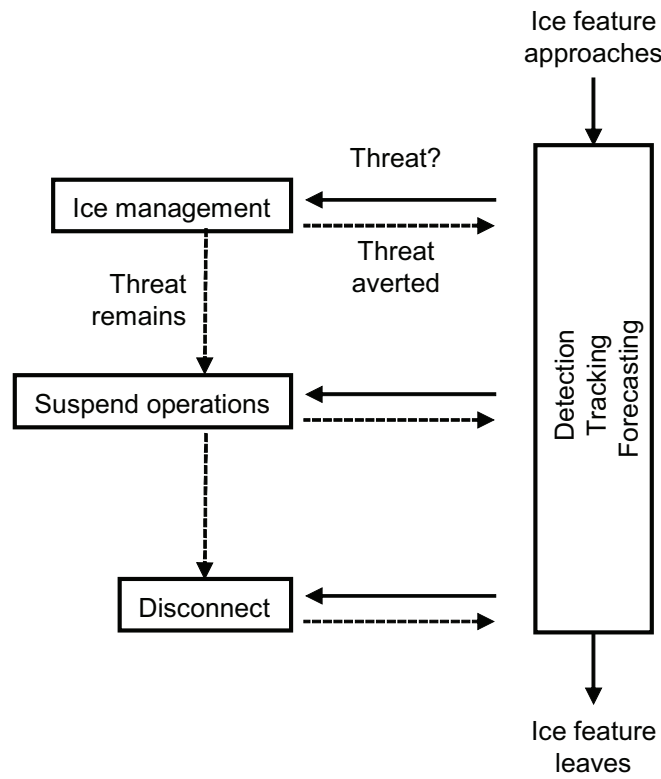 Ice feature
approaches
Threat?
Ice management
Threat
averted
Threat
remains
Suspend operations
Detection
Tracking
Forecasting
Disconnect
Ice feature
leaves